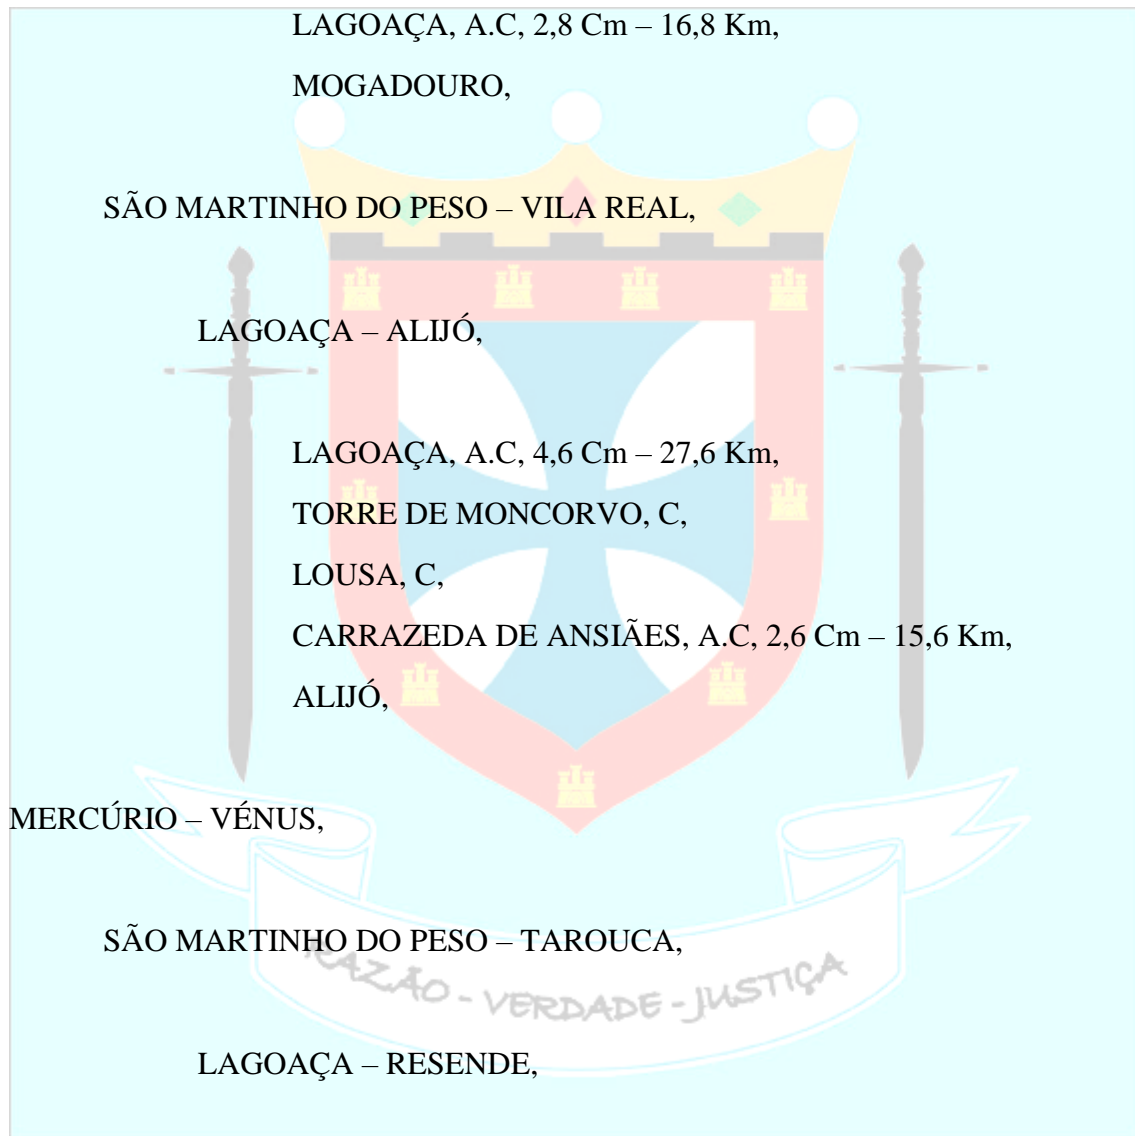 LAGOAÇA, A.C, 2,8 Cm – 16,8 Km,
MOGADOURO,
SÃO MARTINHO DO PESO – VILA REAL,
LAGOAÇA – ALIJÓ,
LAGOAÇA, A.C, 4,6 Cm – 27,6 Km,
TORRE DE MONCORVO, C,
LOUSA, C,
CARRAZEDA DE ANSIÃES, A.C, 2,6 Cm – 15,6 Km,
ALIJÓ,
MERCÚRIO – VÉNUS,
SÃO MARTINHO DO PESO – TAROUCA,
RAZÃO - VERDADE - JUSTIÇA
LAGOAÇA – RESENDE,